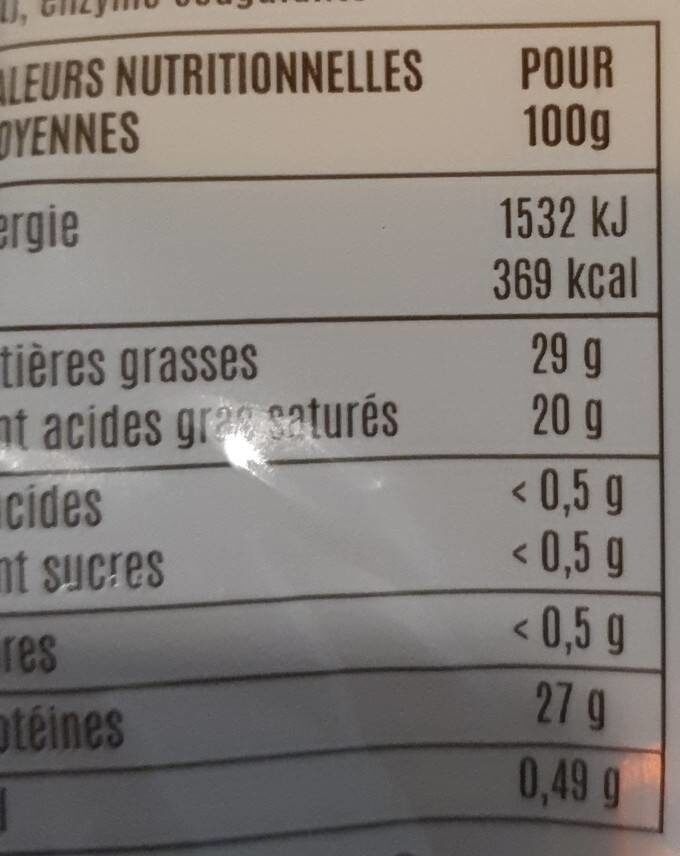 ALEURS NUTRITIONNELLES POUR
OYENNES 100g
ergie 1532 kJ
369 kcal
tières grasses 29 g
nt acides gras saturés 20 g
cides < 0,5 g
nt sucres < 0,5 g
res < 0,5 g
otéines 27 g
0,49 g